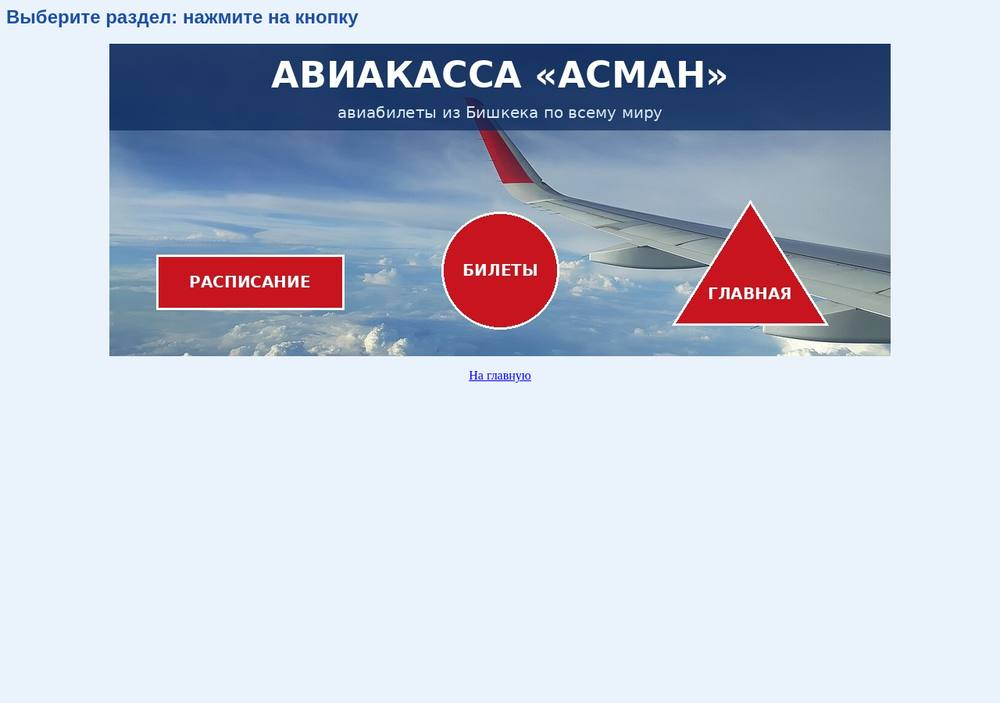 Выберите раздел: нажмите на кнопку
АВИАКАССА «АСМАН»
авиабилеты из Бишкека по всему миру
РАСПИСАНИЕ
БИЛЕТЫ
ГЛАВНАЯ
На главную